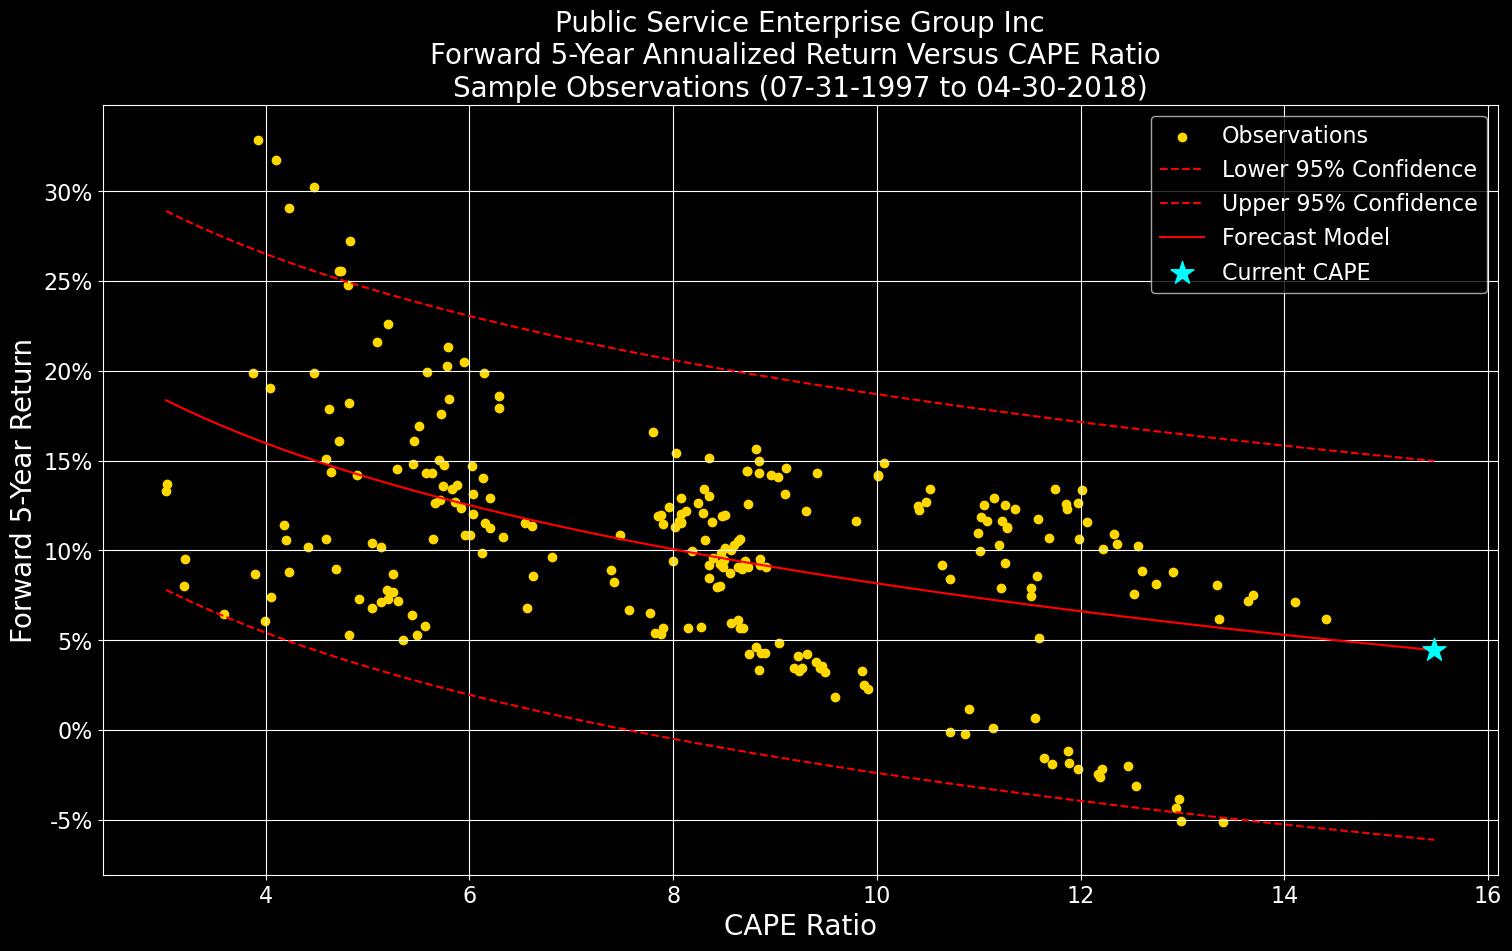 Public Service Enterprise Group Inc
Forward 5-Year Annualized Return Versus CAPE Ratio
Sample Observations (07-31-1997 to 04-30-2018)
Observations
Lower 95% Confidence
Upper 95% Confidence
Forecast Model
Current CAPE
Forward 5-Year Return
30%
25%
20%
15%
10%
5%
0%
-5%
4 6 8 10 12 14 16
CAPE Ratio